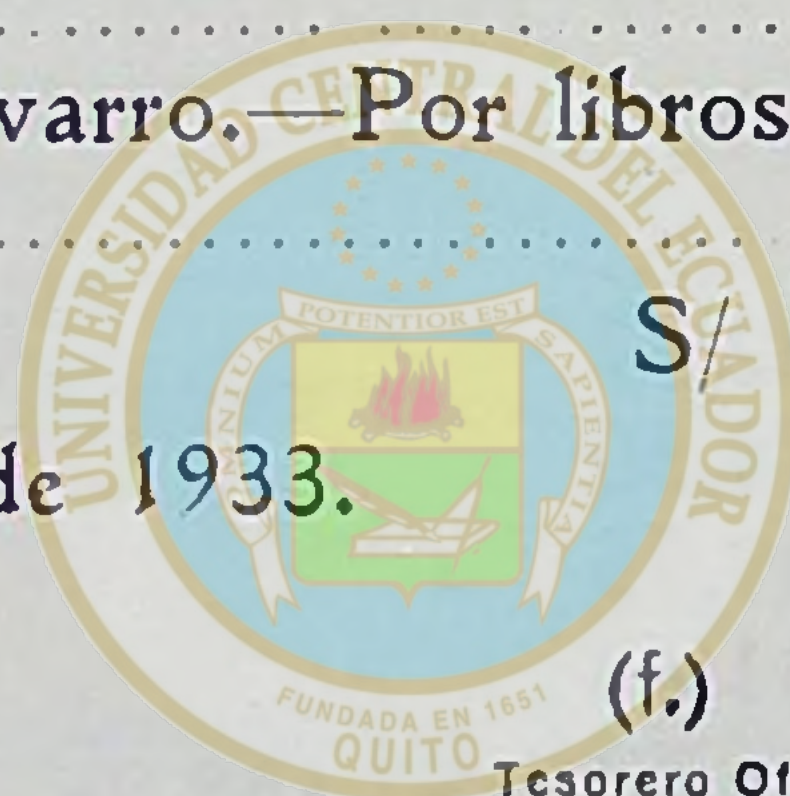 varro.—Por libros
S/
de 1933.
(f.)
Tesorero Of
UNIVERSIDAD CENTRAL DEL ECUADOR
OMNIUM POTENTIOR EST SAPIENTIA
FUNDADA EN 1651
QUITO